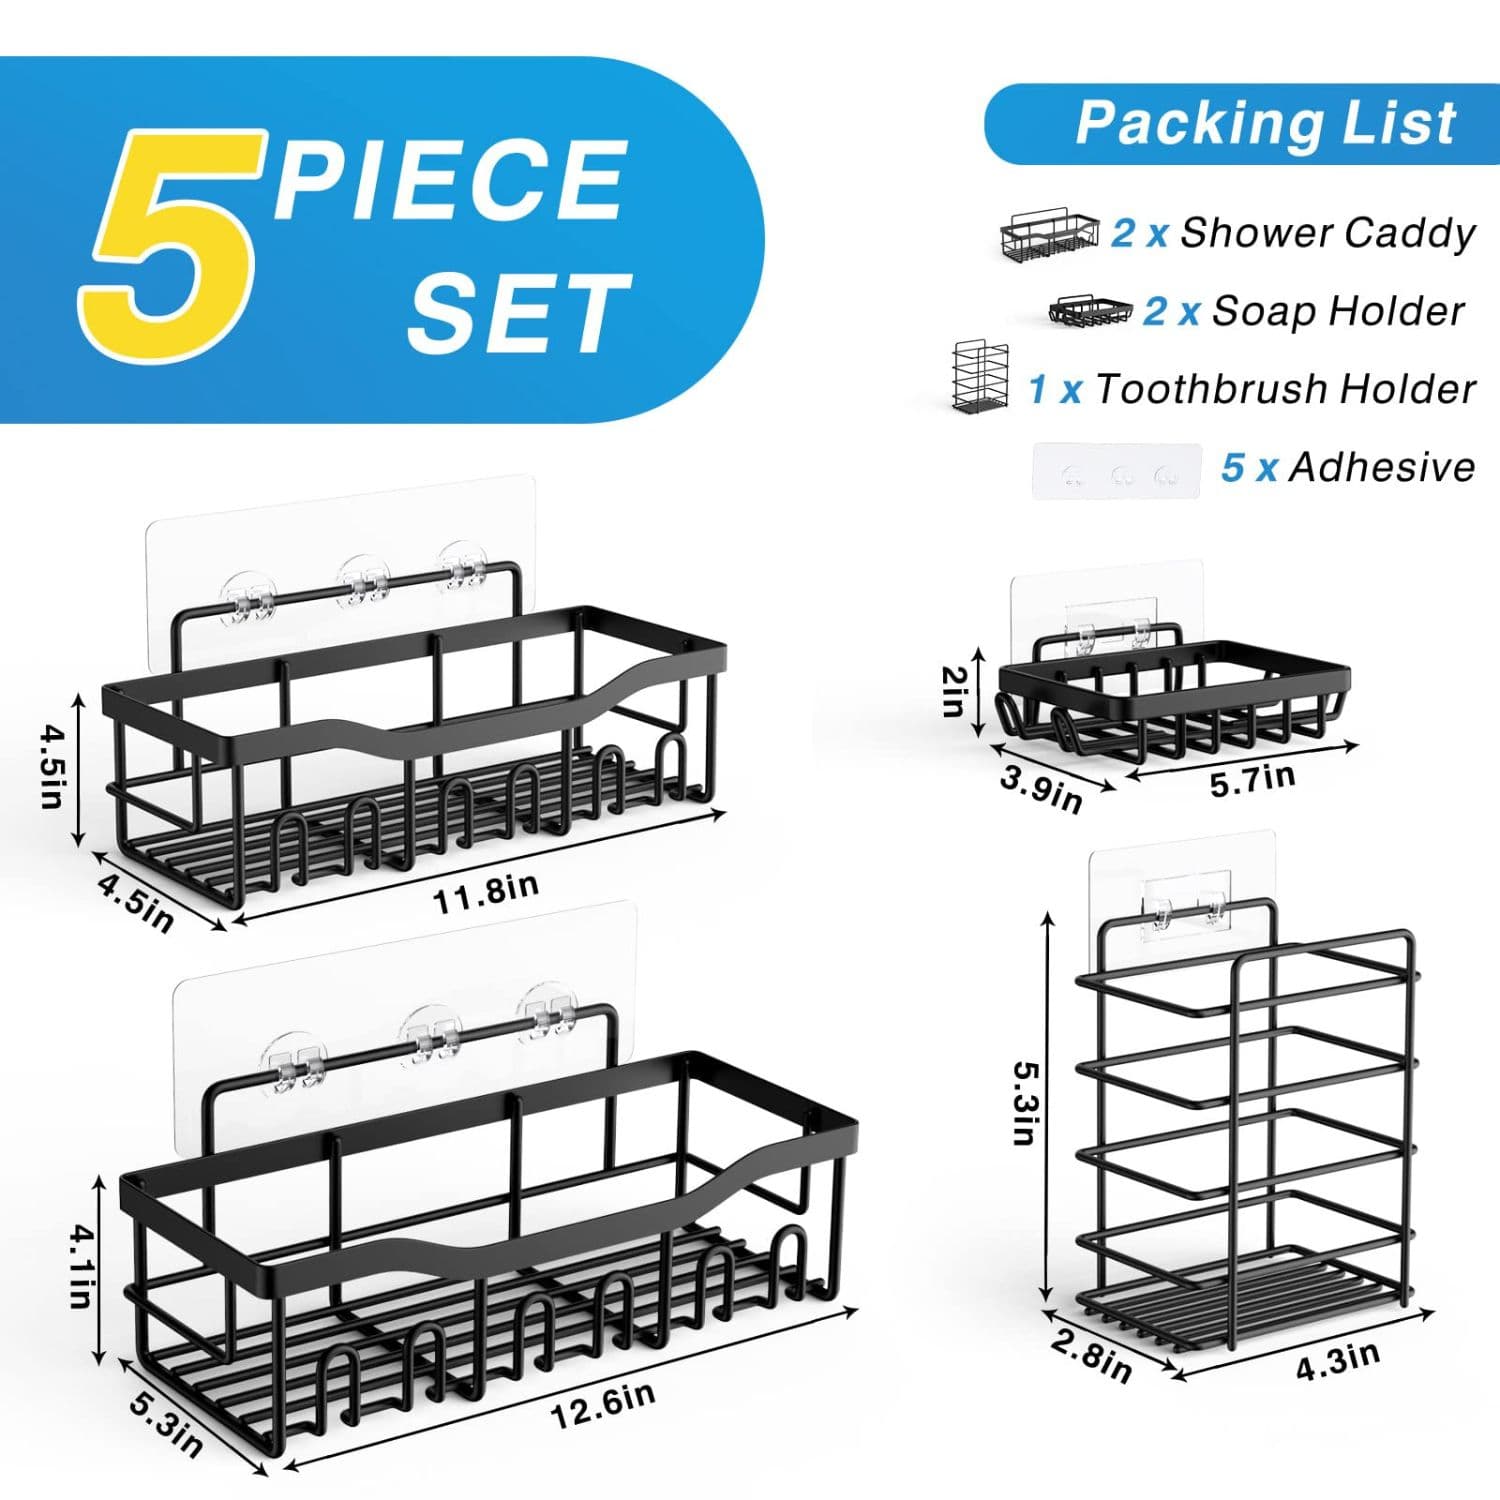 5 PIECE
SET
Packing List
2 x Shower Caddy
2 x Soap Holder
1 x Toothbrush Holder
5 x Adhesive
4.5in
4.5in
11.8in
2in
3.9in
5.7in
4.1in
5.3in
12.6in
5.3in
2.8in
4.3in